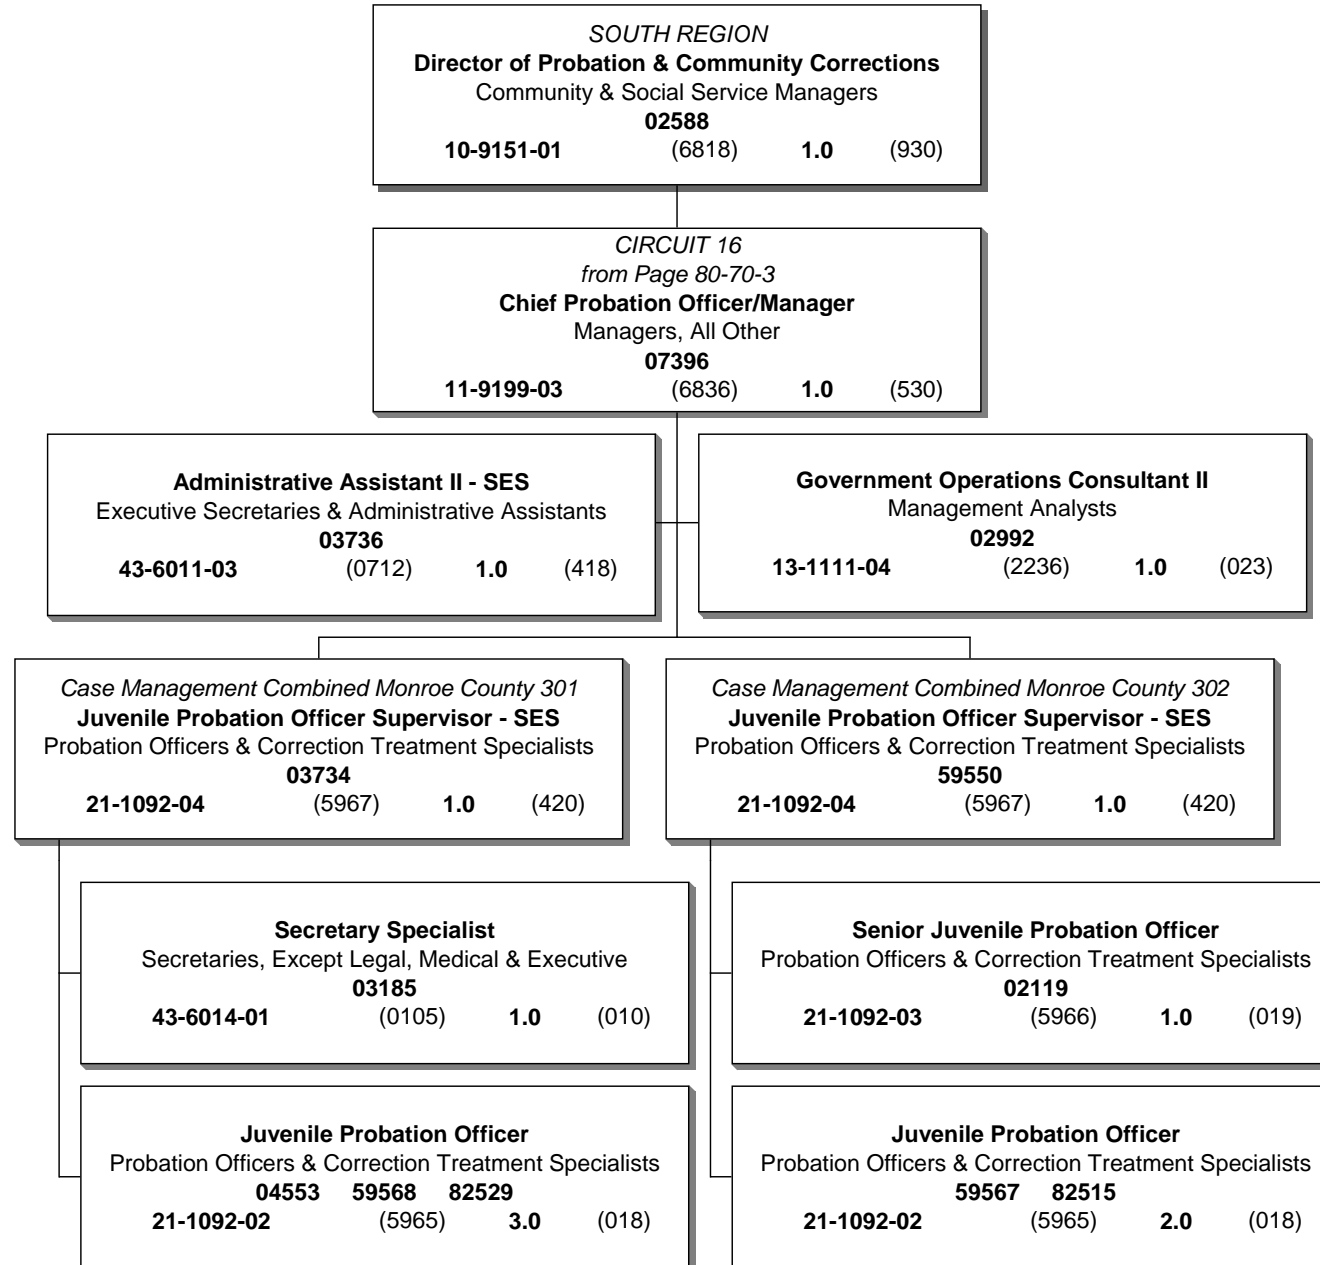 SOUTH REGION
Director of Probation & Community Corrections
Community & Social Service Managers
02588
10-9151-01 (6818) 1.0 (930)
CIRCUIT 16
from Page 80-70-3
Chief Probation Officer/Manager
Managers, All Other
07396
11-9199-03 (6836) 1.0 (530)
Administrative Assistant II - SES
Executive Secretaries & Administrative Assistants
03736
43-6011-03 (0712) 1.0 (418)
Government Operations Consultant II
Management Analysts
02992
13-1111-04 (2236) 1.0 (023)
Case Management Combined Monroe County 301
Juvenile Probation Officer Supervisor - SES
Probation Officers & Correction Treatment Specialists
03734
21-1092-04 (5967) 1.0 (420)
Case Management Combined Monroe County 302
Juvenile Probation Officer Supervisor - SES
Probation Officers & Correction Treatment Specialists
59550
21-1092-04 (5967) 1.0 (420)
Secretary Specialist
Secretaries, Except Legal, Medical & Executive
03185
43-6014-01 (0105) 1.0 (010)
Senior Juvenile Probation Officer
Probation Officers & Correction Treatment Specialists
02119
21-1092-03 (5966) 1.0 (019)
Juvenile Probation Officer
Probation Officers & Correction Treatment Specialists
04553 59568 82529
21-1092-02 (5965) 3.0 (018)
Juvenile Probation Officer
Probation Officers & Correction Treatment Specialists
59567 82515
21-1092-02 (5965) 2.0 (018)